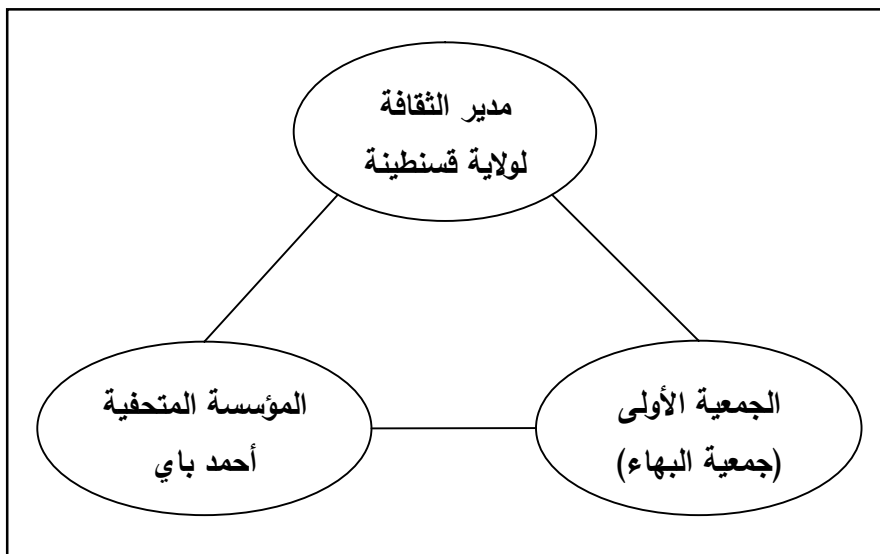 مدير الثقافة
لولاية قسنطينة
الجمعية الأولى
(جمعية البهاء)
المؤسسة المتحفية
أحمد باي